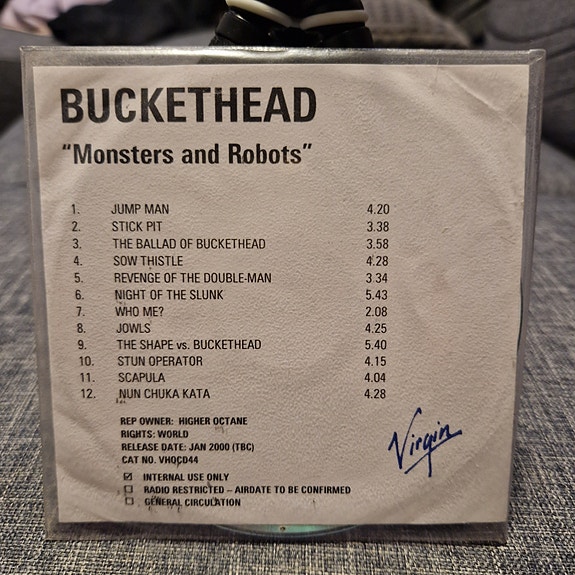 BUCKETHEAD
"Monsters and Robots"
1. JUMP MAN 4.20
2. STICK PIT 3.38
3. THE BALLAD OF BUCKETHEAD 3.58
4. SOW THISTLE 4.28
5. REVENGE OF THE DOUBLE-MAN 3.34
6. NIGHT OF THE SLUNK 5.43
7. WHO ME? 2.08
8. JOWLS 4.25
9. THE SHAPE vs. BUCKETHEAD 5.40
10. STUN OPERATOR 4.15
11. SCAPULA 4.04
12. NUN CHUKA KATA 4.28
REP OWNER: HIGHER OCTANE
RIGHTS: WORLD
RELEASE DATE: JAN 2000 (TBC)
CAT NO. VHOCD44
Virgin
INTERNAL USE ONLY
RADIO RESTRICTED – AIRDATE TO BE CONFIRMED
GENERAL CIRCULATION